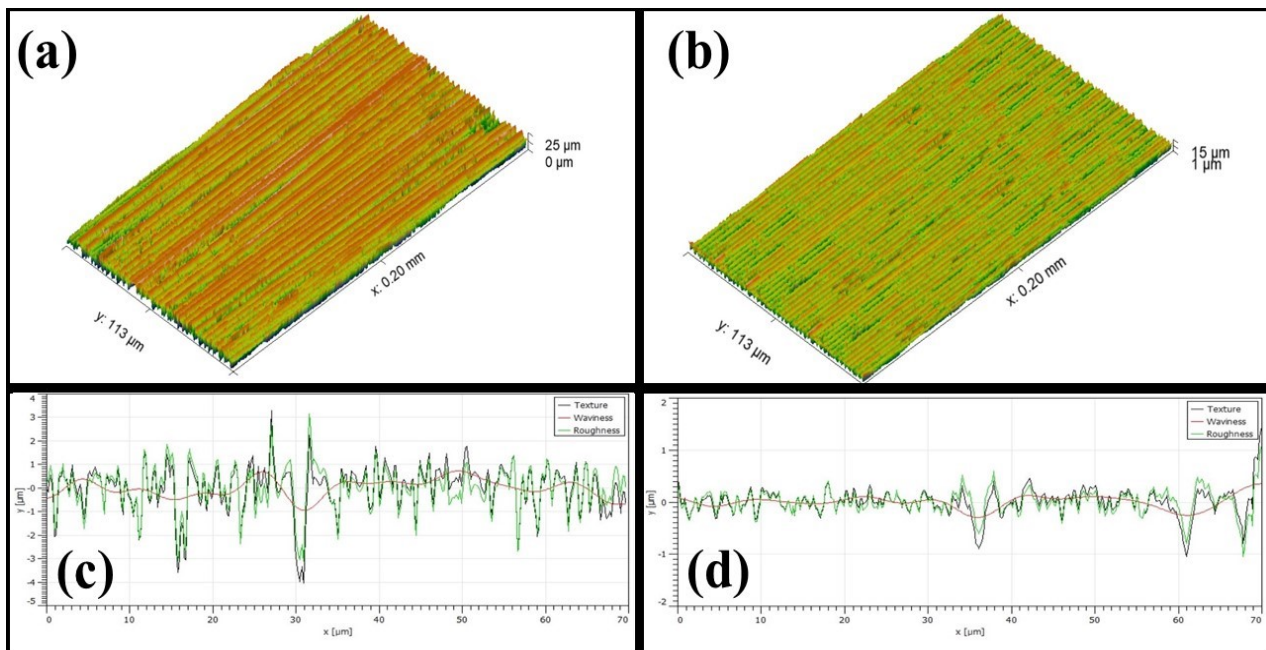 (a)
25 µm
0 µm
x: 0.20 mm
y: 113 µm
(b)
15 µm
1 µm
x: 0.20 mm
y: 113 µm
(c)
Texture
Waviness
Roughness
4
3
2
1
-0
-1
-2
-3
-4
-5
y [µm]
0 10 20 30 40 50 60 70
x [µm]
(d)
Texture
Waviness
Roughness
2
1
0
-1
-2
y [µm]
0 10 20 30 40 50 60 70
x [µm]